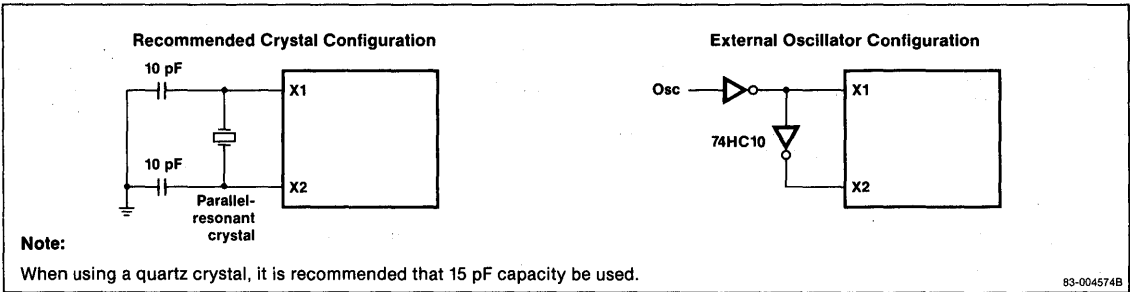 Recommended Crystal Configuration
10 pF
X1
10 pF
X2
Parallel-
resonant
crystal
External Oscillator Configuration
Osc
X1
74HC10
X2
Note:
When using a quartz crystal, it is recommended that 15 pF capacity be used.
83-004574B